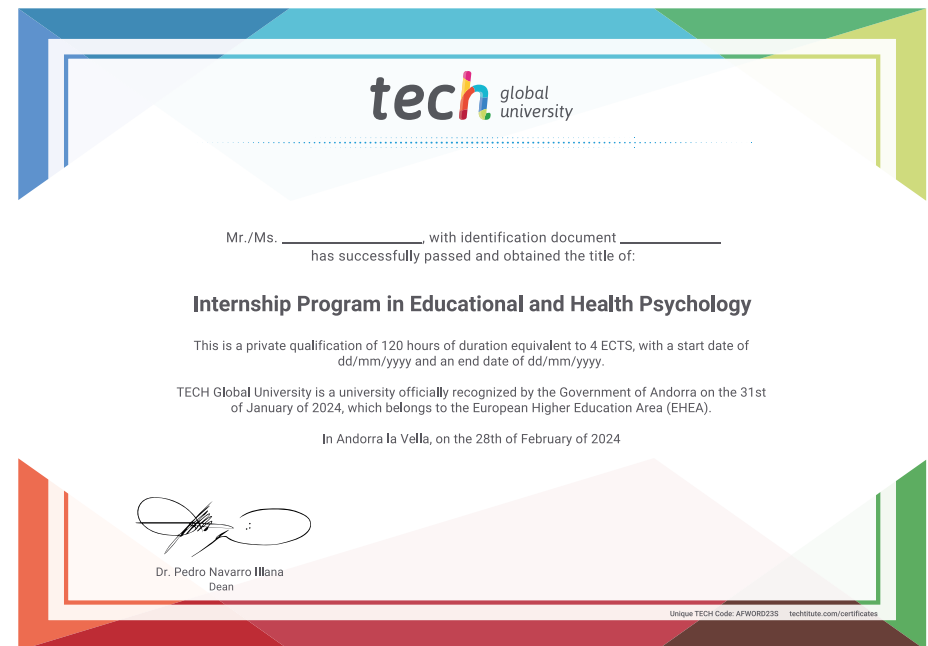 tech global university
Mr./Ms. ____________________, with identification document ______________
has successfully passed and obtained the title of:
Internship Program in Educational and Health Psychology
This is a private qualification of 120 hours of duration equivalent to 4 ECTS, with a start date of
dd/mm/yyyy and an end date of dd/mm/yyyy.
TECH Global University is a university officially recognized by the Government of Andorra on the 31st
of January of 2024, which belongs to the European Higher Education Area (EHEA).
In Andorra la Vella, on the 28th of February of 2024
Dr. Pedro Navarro Illana
Dean
Unique TECH Code: AFWORD23S techtitute.com/certificates